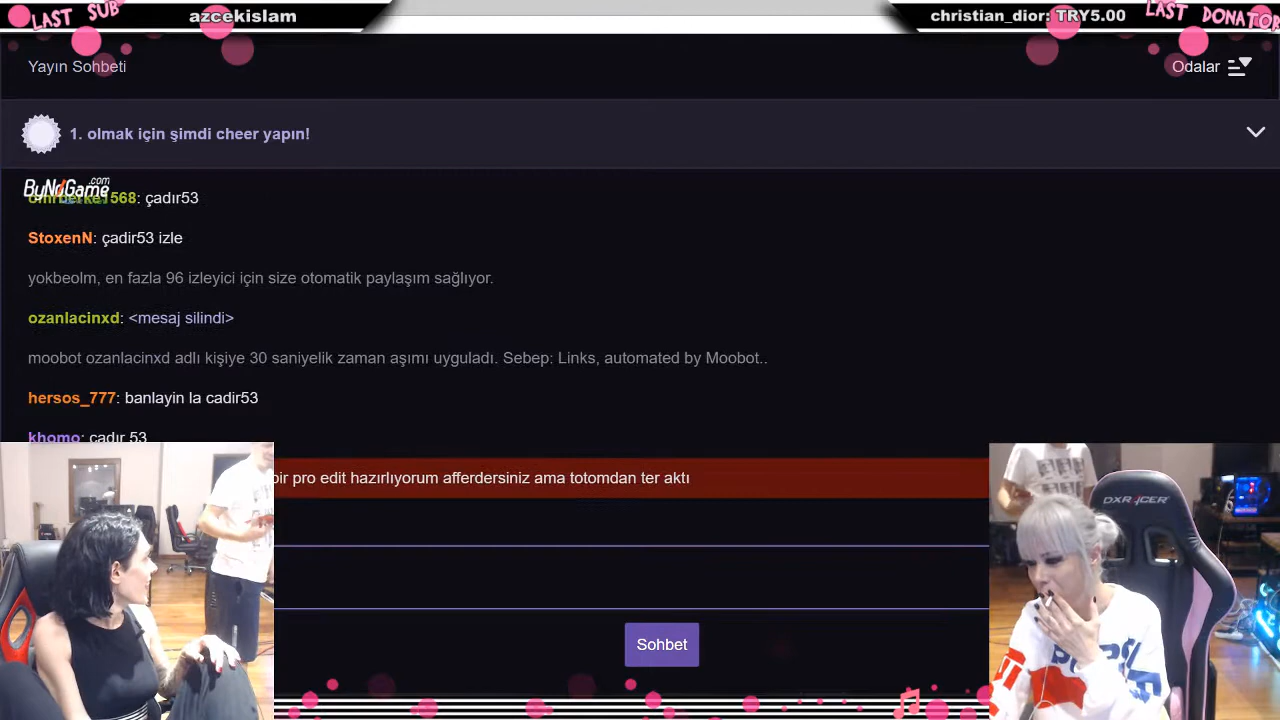 LAST SUB
azcekislam
christian_dior: TRY5.00
LAST DONATOR
Yayın Sohbeti
Odalar
1. olmak için şimdi cheer yapın!
ByNoGame.com
1568: çadır53
StoxenN: çadir53 izle
yokbeolm, en fazla 96 izleyici için size otomatik paylaşım sağlıyor.
ozanlacinxd: <mesaj silindi>
moobot ozanlacinxd adlı kişiye 30 saniyelik zaman aşımı uyguladı. Sebep: Links, automated by Moobot..
hersos_777: banlayin la cadir53
khomo: çadır 53
bir pro edit hazırlıyorum afferdersiniz ama totomdan ter aktı
DXRACER
Sohbet